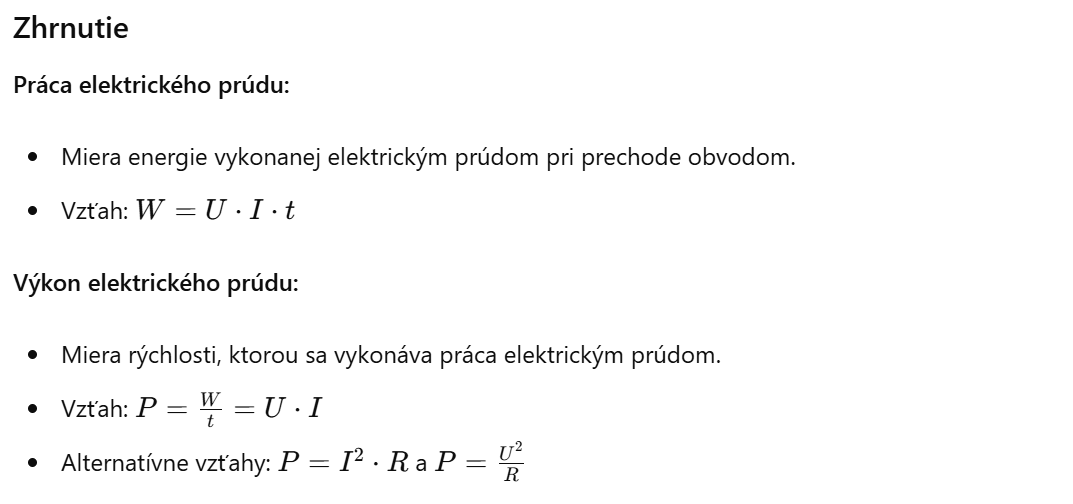 Zhrnutie
Práca elektrického prúdu:
• Miera energie vykonanej elektrickým prúdom pri prechode obvodom.
• Vzťah: W = U · I · t
Výkon elektrického prúdu:
• Miera rýchlosti, ktorou sa vykonáva práca elektrickým prúdom.
• Vzťah: P = W/t = U · I
• Alternatívne vzťahy: P = I² · R a P = U²/R